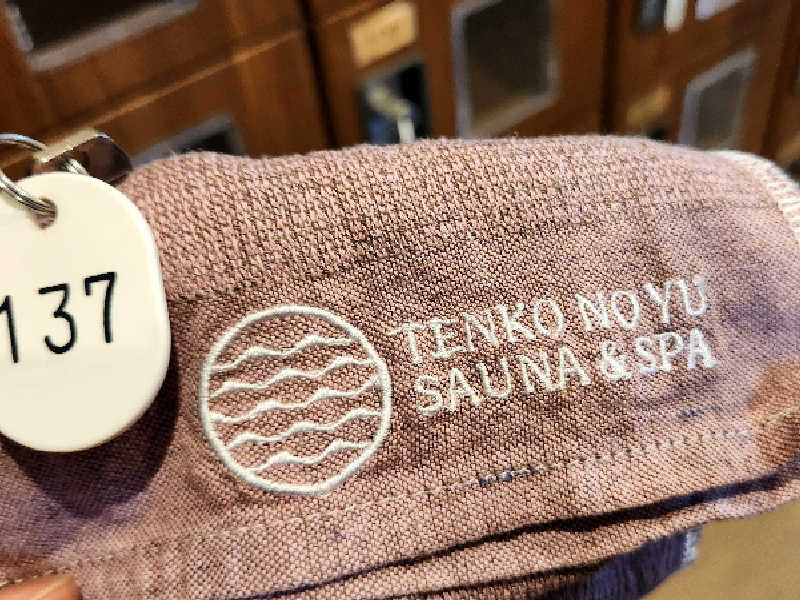 137
TENKO NO YU
SAUNA & SPA